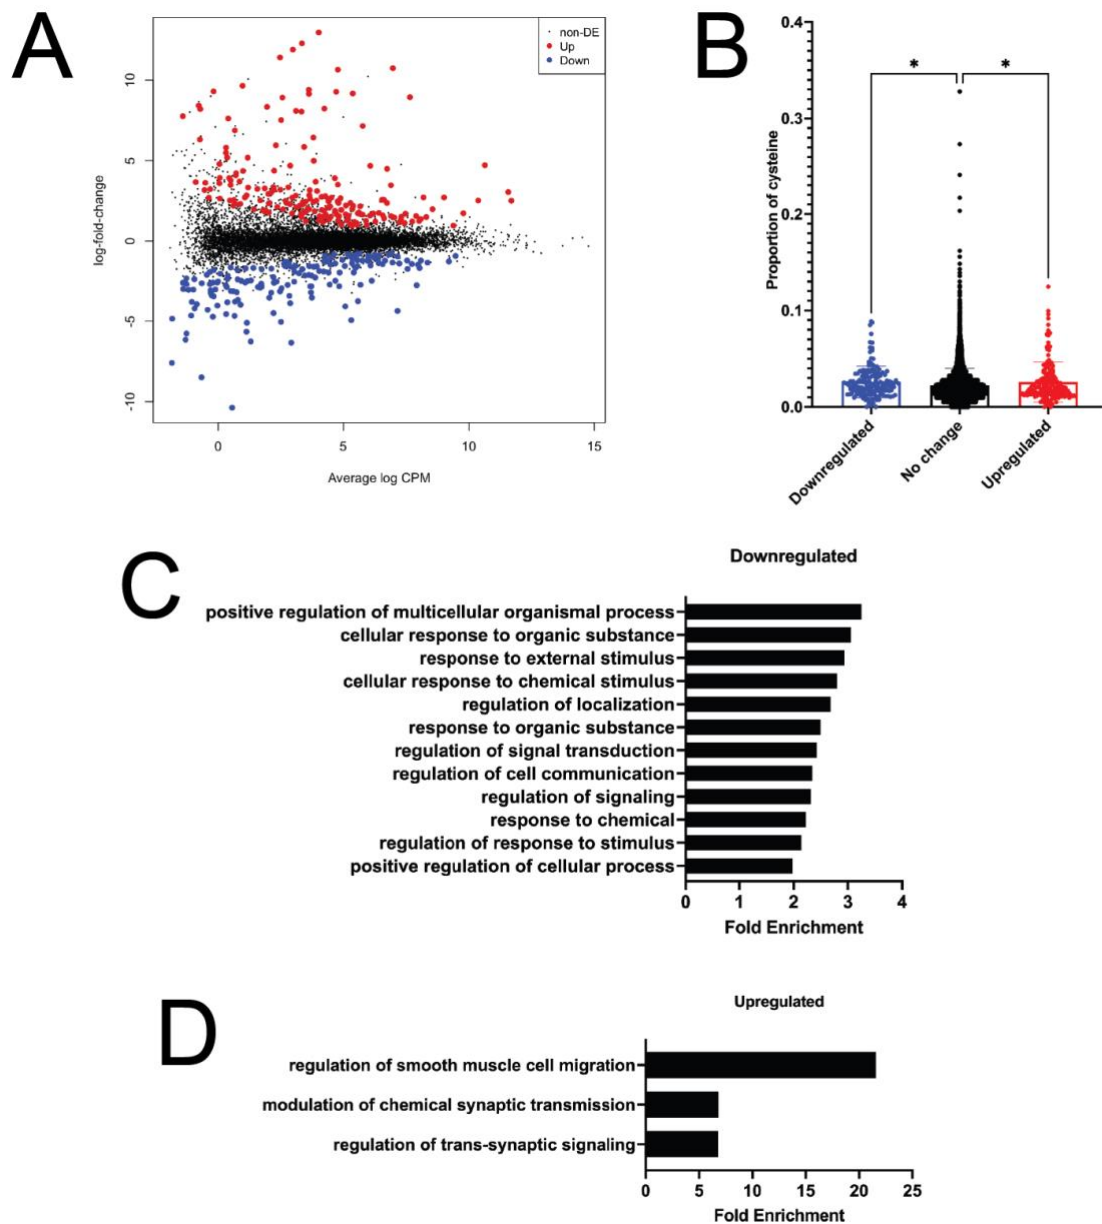 A
non-DE
Up
Down
log-fold-change
10
5
0
-5
-10
0
5
10
15
Average log CPM
B
Proportion of cysteine
0.4
0.3
0.2
0.1
0.0
*
*
Downregulated
No change
Upregulated
C
Downregulated
positive regulation of multicellular organismal process
cellular response to organic substance
response to external stimulus
cellular response to chemical stimulus
regulation of localization
response to organic substance
regulation of signal transduction
regulation of cell communication
regulation of signaling
response to chemical
regulation of response to stimulus
positive regulation of cellular process
0 1 2 3 4
Fold Enrichment
D
Upregulated
regulation of smooth muscle cell migration
modulation of chemical synaptic transmission
regulation of trans-synaptic signaling
0 5 10 15 20 25
Fold Enrichment